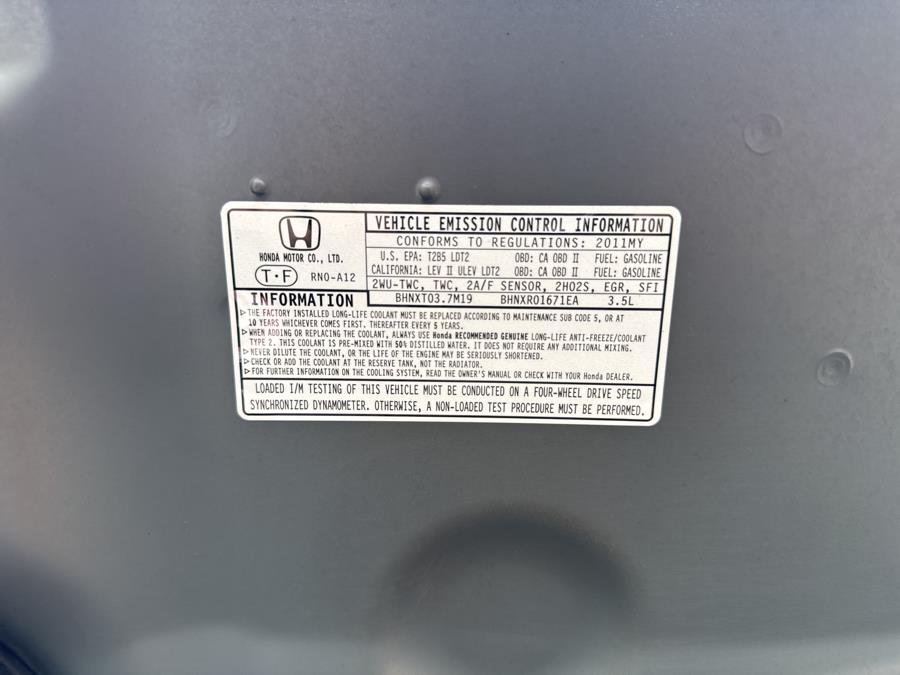 VEHICLE EMISSION CONTROL INFORMATION
CONFORMS TO REGULATIONS: 2011MY
U.S. EPA: T2B5 LDT2 OBD: CA OBD II FUEL: GASOLINE
CALIFORNIA: LEV II ULEV LDT2 OBD: CA OBD II FUEL: GASOLINE
HONDA MOTOR CO., LTD.
T·F RN0-A12
2WU-TWC, TWC, 2A/F SENSOR, 2HO2S, EGR, SFI
INFORMATION BHNXT03.7M19 BHNXR01671EA 3.5L
▷THE FACTORY INSTALLED LONG-LIFE COOLANT MUST BE REPLACED ACCORDING TO MAINTENANCE SUB CODE 5, OR AT
10 YEARS WHICHEVER COMES FIRST. THEREAFTER EVERY 5 YEARS.
▷WHEN ADDING OR REPLACING THE COOLANT, ALWAYS USE Honda RECOMMENDED GENUINE LONG-LIFE ANTI-FREEZE/COOLANT
TYPE 2. THIS COOLANT IS PRE-MIXED WITH 50% DISTILLED WATER. IT DOES NOT REQUIRE ANY ADDITIONAL MIXING.
▷NEVER DILUTE THE COOLANT, OR THE LIFE OF THE ENGINE MAY BE SERIOUSLY SHORTENED.
▷CHECK OR ADD THE COOLANT AT THE RESERVE TANK, NOT THE RADIATOR.
▷FOR FURTHER INFORMATION ON THE COOLING SYSTEM, READ THE OWNER'S MANUAL OR CHECK WITH YOUR Honda DEALER.
LOADED I/M TESTING OF THIS VEHICLE MUST BE CONDUCTED ON A FOUR-WHEEL DRIVE SPEED
SYNCHRONIZED DYNAMOMETER. OTHERWISE, A NON-LOADED TEST PROCEDURE MUST BE PERFORMED.